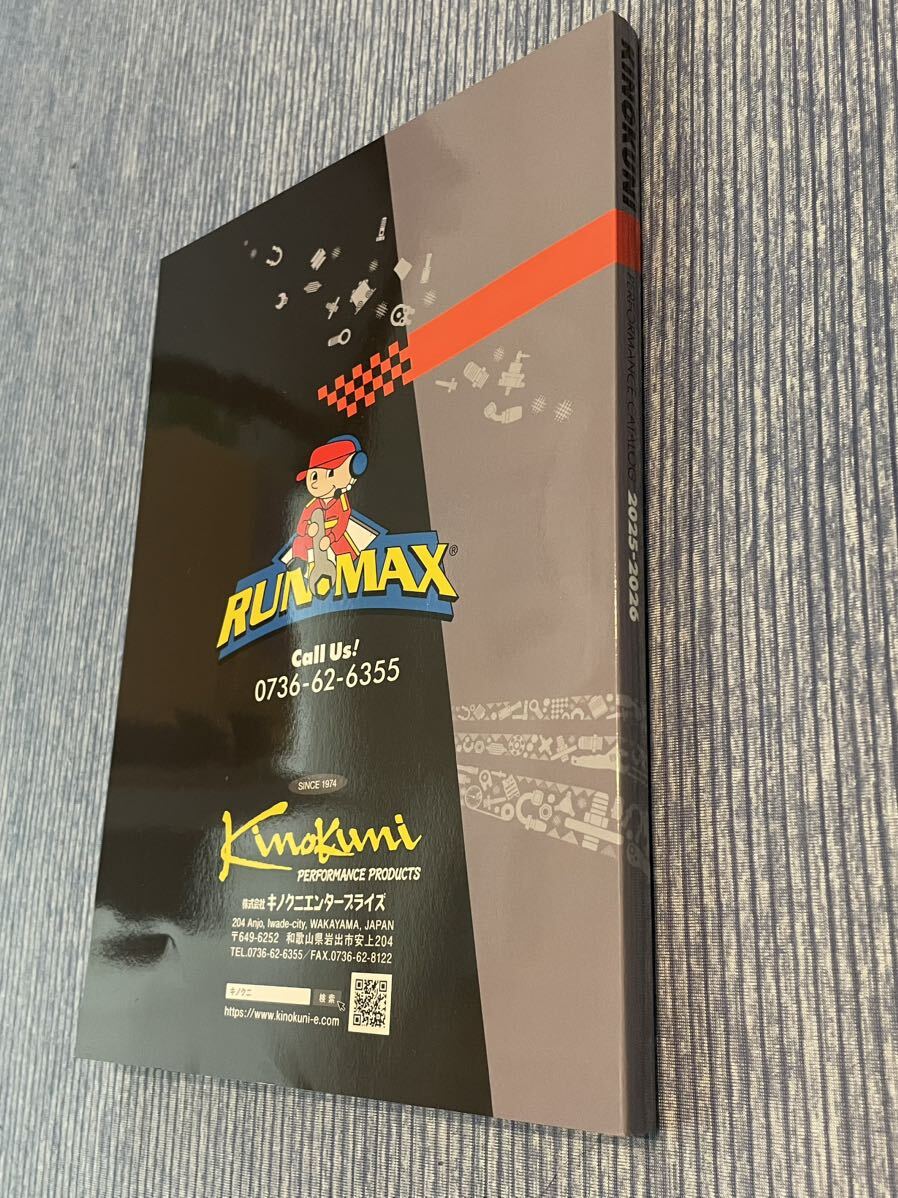 KINOKUNI PERFORMANCE CATALOG 2025-2026
RUN・MAX®
Call Us!
0736-62-6355
SINCE 1974
Kinokuni
PERFORMANCE PRODUCTS
株式会社 キノクニエンタープライズ
204 Anjo, Iwade-city, WAKAYAMA, JAPAN
〒649-6252 和歌山県岩出市安上204
TEL.0736-62-6355/FAX.0736-62-8122
キノクニ 検索
https://www.kinokuni-e.com